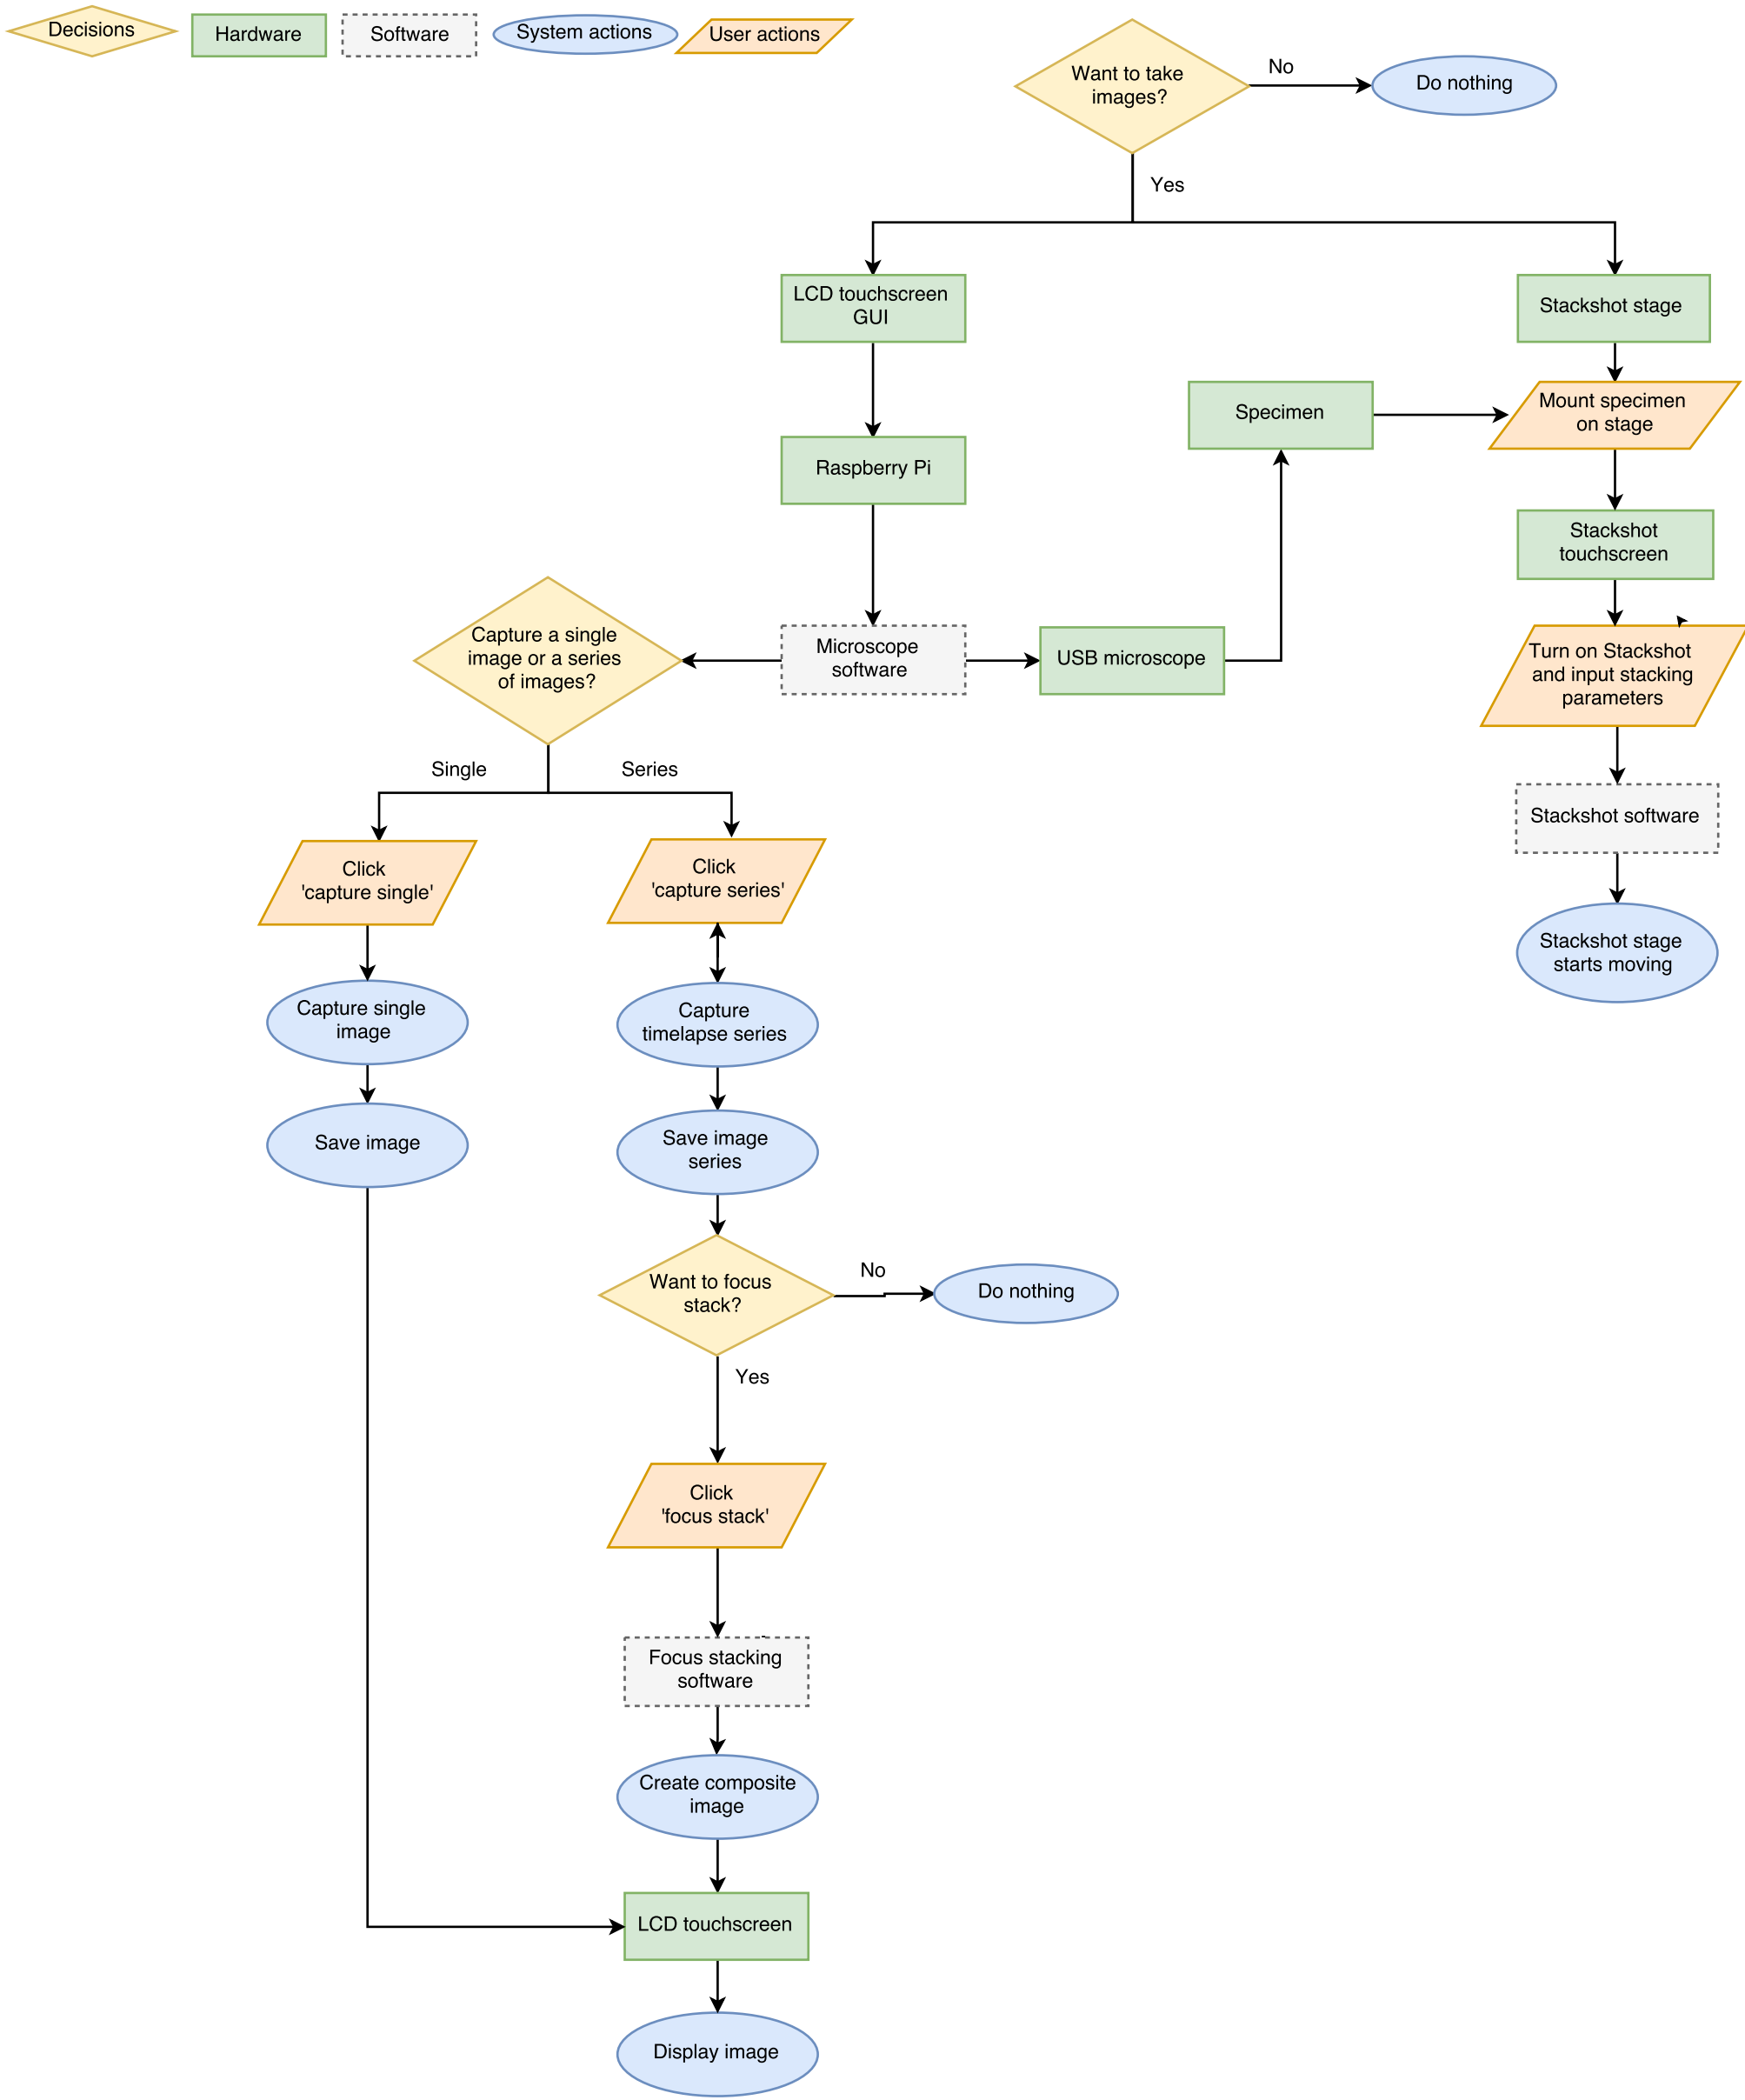 Decisions
Hardware
Software
System actions
User actions
Want to take
images?
No
Do nothing
Yes
LCD touchscreen
GUI
Stackshot stage
Specimen
Mount specimen
on stage
Raspberry Pi
Stackshot
touchscreen
Capture a single
image or a series
of images?
Microscope
software
USB microscope
Turn on Stackshot
and input stacking
parameters
Single
Series
Stackshot software
Click
'capture single'
Click
'capture series'
Stackshot stage
starts moving
Capture single
image
Capture
timelapse series
Save image
Save image
series
Want to focus
stack?
No
Do nothing
Yes
Click
'focus stack'
Focus stacking
software
Create composite
image
LCD touchscreen
Display image